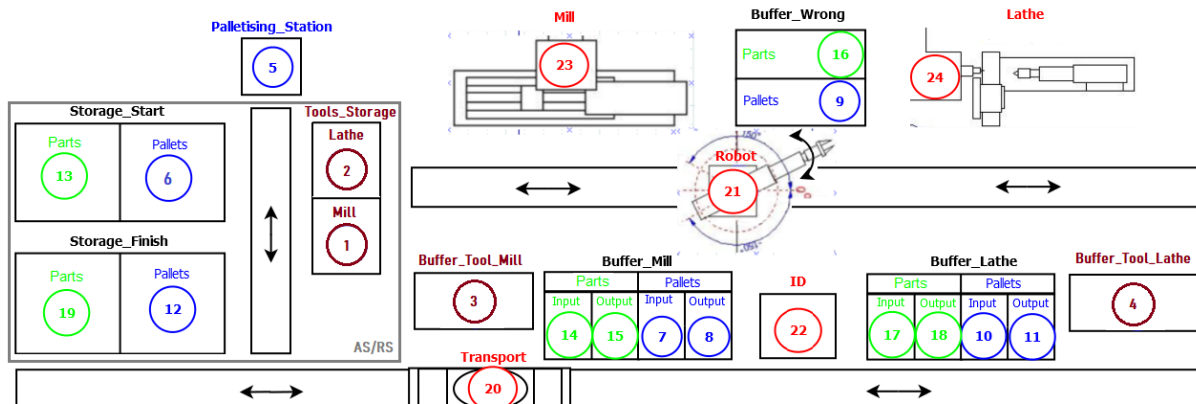 Palletising_Station
5
Mill
23
Buffer_Wrong
Parts
16
Pallets
9
Lathe
24
Storage_Start
Parts
13
Pallets
6
Tools_Storage
Lathe
2
Mill
1
Robot
21
Storage_Finish
Parts
19
Pallets
12
AS/RS
Buffer_Tool_Mill
3
Buffer_Mill
Parts Pallets
Input Output Input Output
14 15 7 8
ID
22
Buffer_Lathe
Parts Pallets
Input Output Input Output
17 18 10 11
Buffer_Tool_Lathe
4
Transport
20